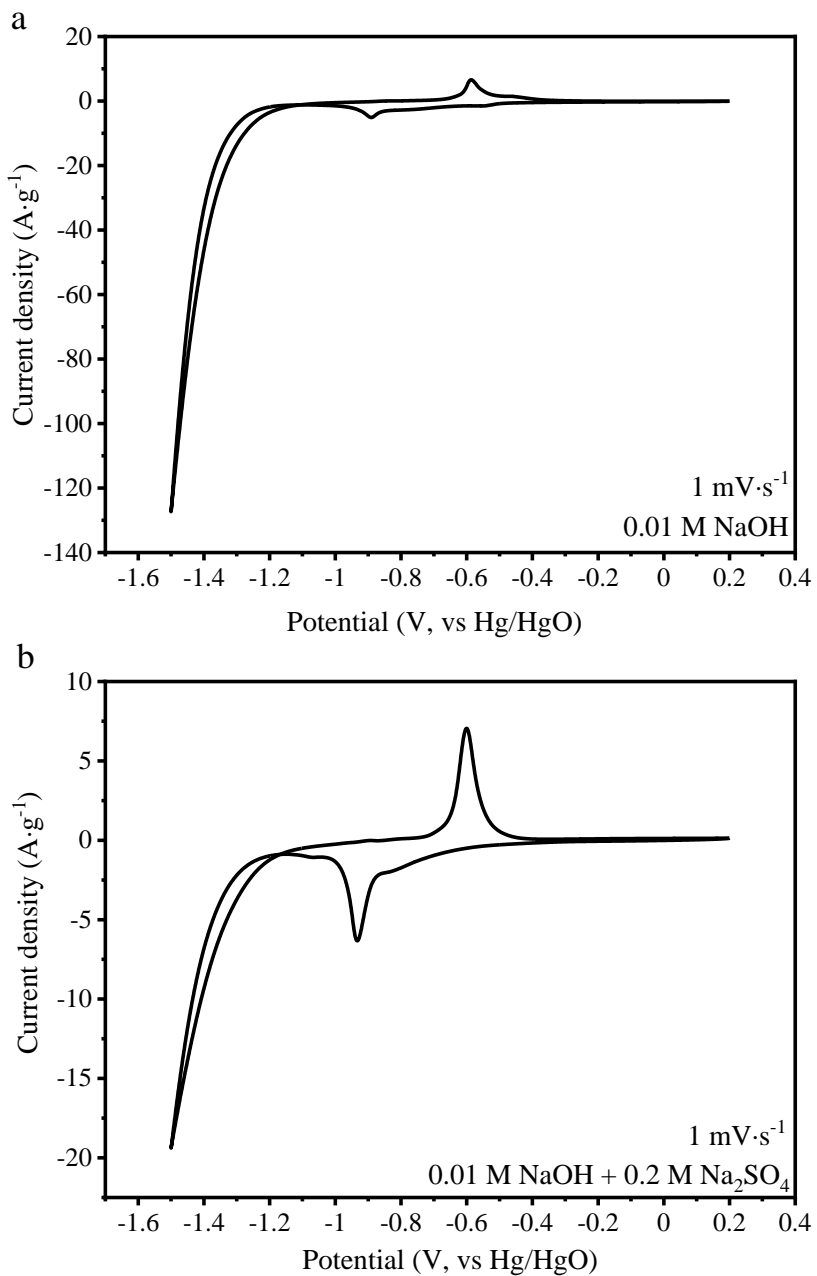 a
20
0
-20
-40
-60
-80
-100
-120
-140
Current density (A·g⁻¹)
1 mV·s⁻¹
0.01 M NaOH
-1.6 -1.4 -1.2 -1 -0.8 -0.6 -0.4 -0.2 0 0.2 0.4
Potential (V, vs Hg/HgO)
b
10
5
0
-5
-10
-15
-20
Current density (A·g⁻¹)
1 mV·s⁻¹
0.01 M NaOH + 0.2 M Na₂SO₄
-1.6 -1.4 -1.2 -1 -0.8 -0.6 -0.4 -0.2 0 0.2 0.4
Potential (V, vs Hg/HgO)